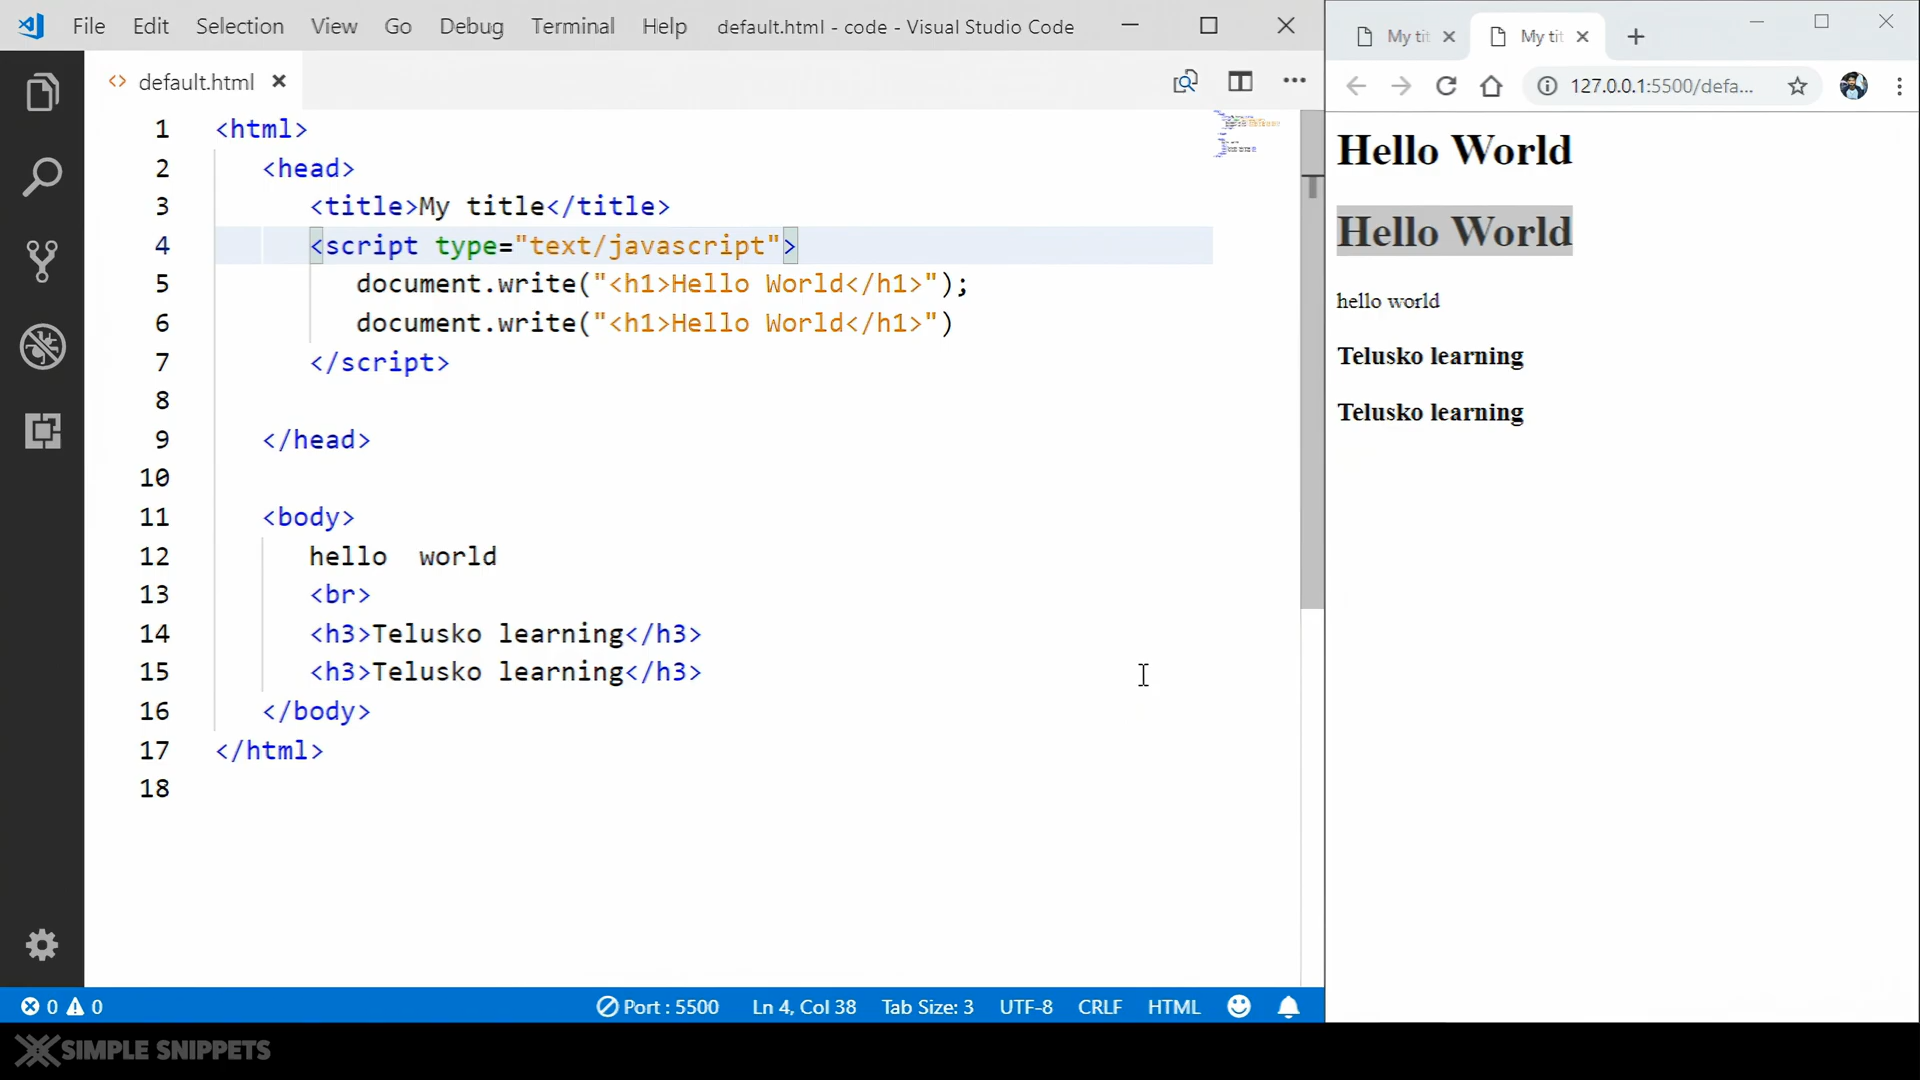 File Edit Selection View Go Debug Terminal Help default.html - code - Visual Studio Code
default.html
1 <html>
2 <head>
3 <title>My title</title>
4 <script type="text/javascript">
5 document.write("<h1>Hello World</h1>");
6 document.write("<h1>Hello World</h1>")
7 </script>
8
9 </head>
10
11 <body>
12 hello  world
13 <br>
14 <h3>Telusko learning</h3>
15 <h3>Telusko learning</h3>
16 </body>
17 </html>
18
0 0 Port : 5500 Ln 4, Col 38 Tab Size: 3 UTF-8 CRLF HTML
My tit My tit
127.0.0.1:5500/defa...
Hello World
Hello World
hello world
Telusko learning
Telusko learning
SIMPLE SNIPPETS